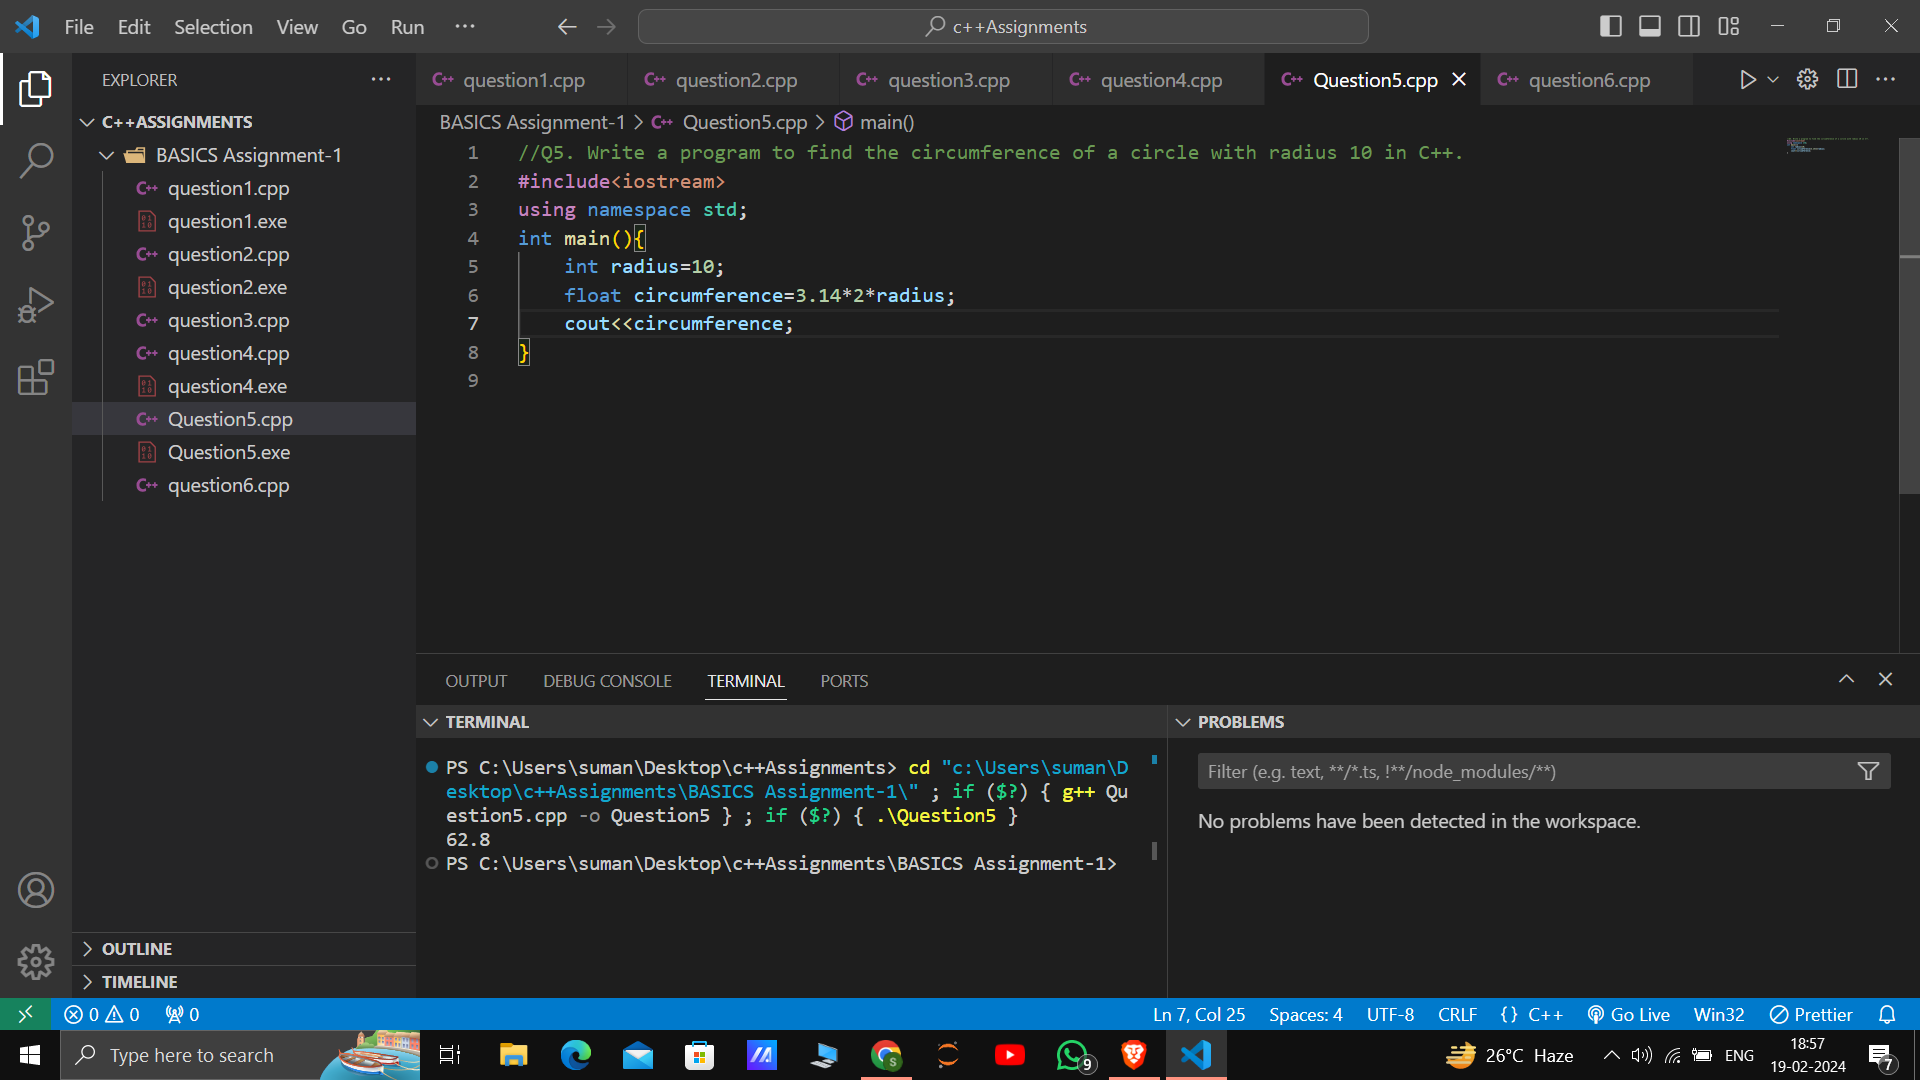 File Edit Selection View Go Run ···
c++Assignments
EXPLORER ···
question1.cpp question2.cpp question3.cpp question4.cpp Question5.cpp question6.cpp
C++ASSIGNMENTS
BASICS Assignment-1
question1.cpp
question1.exe
question2.cpp
question2.exe
question3.cpp
question4.cpp
question4.exe
Question5.cpp
Question5.exe
question6.cpp
OUTLINE
TIMELINE
BASICS Assignment-1 > Question5.cpp > main()
1 //Q5. Write a program to find the circumference of a circle with radius 10 in C++.
2 #include<iostream>
3 using namespace std;
4 int main(){
5 int radius=10;
6 float circumference=3.14*2*radius;
7 cout<<circumference;
8 }
9
OUTPUT DEBUG CONSOLE TERMINAL PORTS
TERMINAL
PS C:\Users\suman\Desktop\c++Assignments> cd "c:\Users\suman\D
esktop\c++Assignments\BASICS Assignment-1\" ; if ($?) { g++ Qu
estion5.cpp -o Question5 } ; if ($?) { .\Question5 }
62.8
PS C:\Users\suman\Desktop\c++Assignments\BASICS Assignment-1>
PROBLEMS
Filter (e.g. text, **/*.ts, !**/node_modules/**)
No problems have been detected in the workspace.
0 0 0 Ln 7, Col 25 Spaces: 4 UTF-8 CRLF {} C++ Go Live Win32 Prettier
Type here to search
9
26°C Haze ENG
18:57
19-02-2024
7